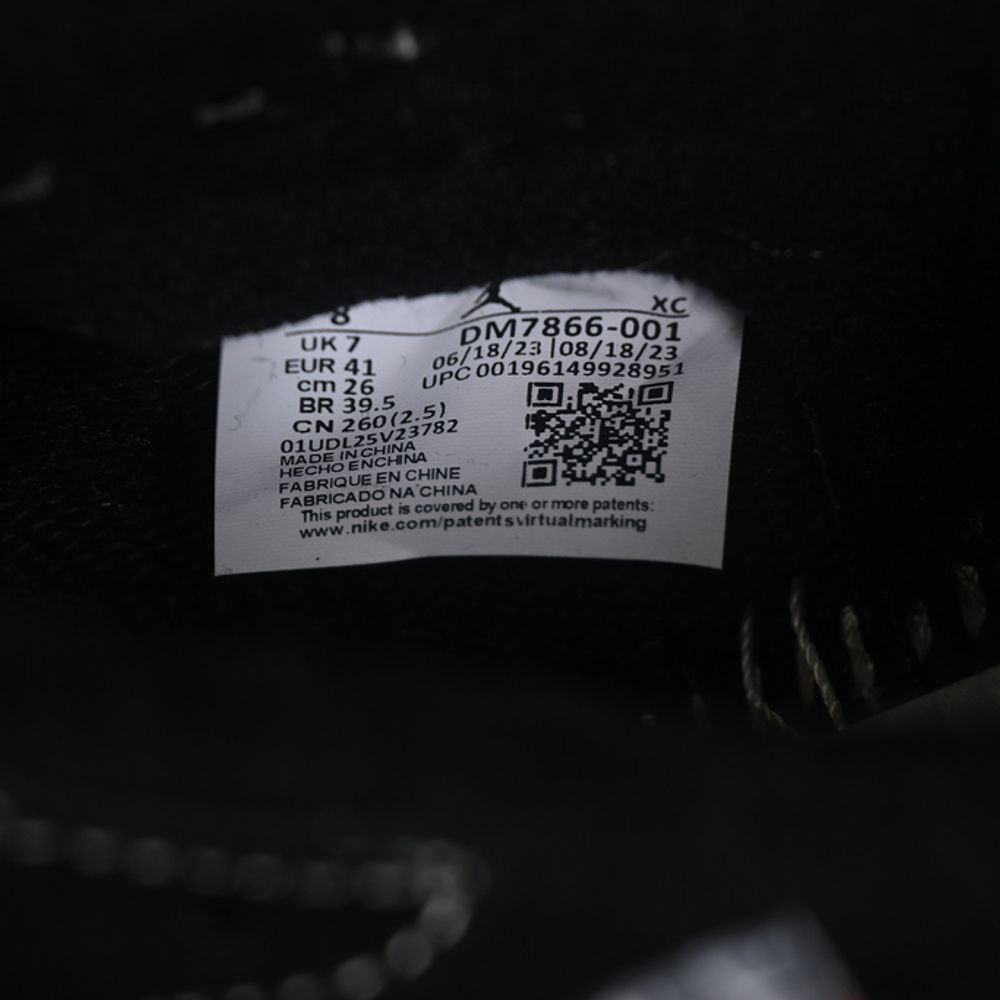 8
XC
UK 7
EUR 41
cm 26
BR 39.5
CN 260 (2.5)
01UDL25V23782
DM7866-001
06/18/23 | 08/18/23
UPC 00196149928951
MADE IN CHINA
HECHO EN CHINA
FABRIQUE EN CHINE
FABRICADO NA CHINA
This product is covered by one or more patents:
www.nike.com/patentsvirtualmarking